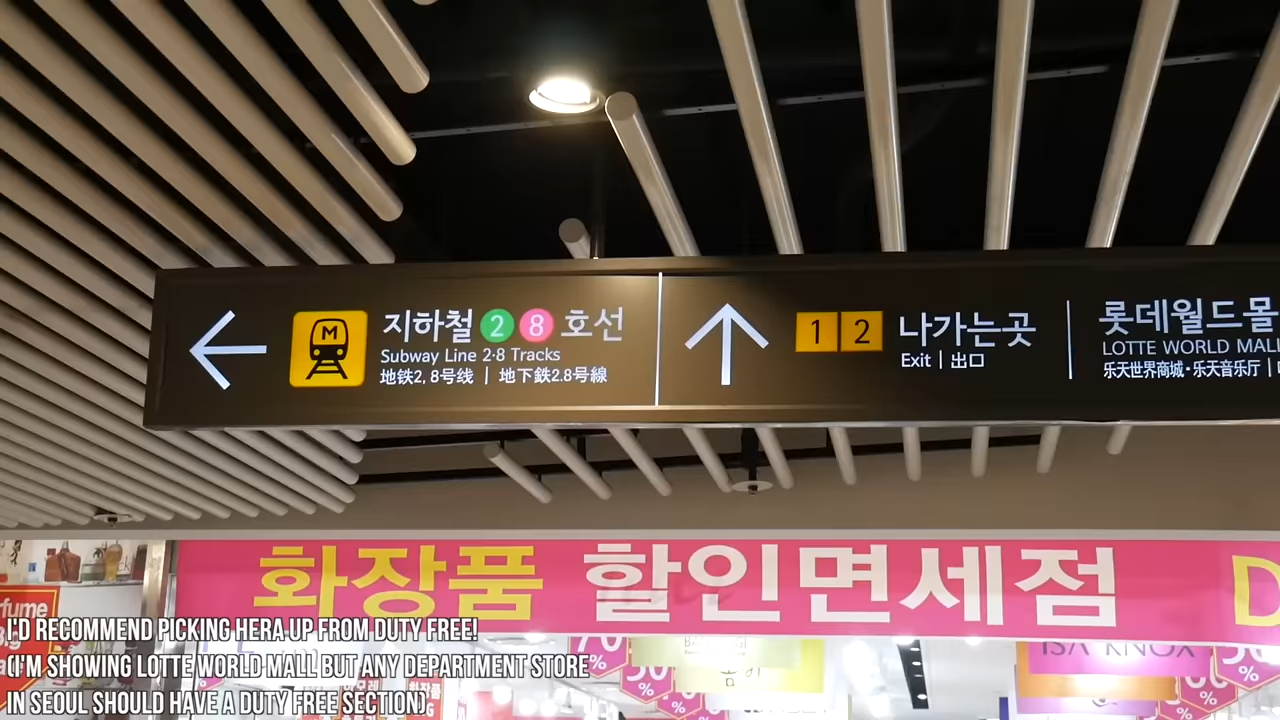 M
지하철 2 8 호선
Subway Line 2·8 Tracks
地铁2, 8号线 | 地下鉄2.8号線
1 2 나가는곳
Exit | 出口
롯데월드몰
LOTTE WORLD MALL
乐天世界商城·乐天音乐厅 |
화장품 할인면세점 D
ISA KNOX
70
50
%
%
%
%
I'D RECOMMEND PICKING HERA UP FROM DUTY FREE!
(I'M SHOWING LOTTE WORLD MALL BUT ANY DEPARTMENT STORE
IN SEOUL SHOULD HAVE A DUTY FREE SECTION)